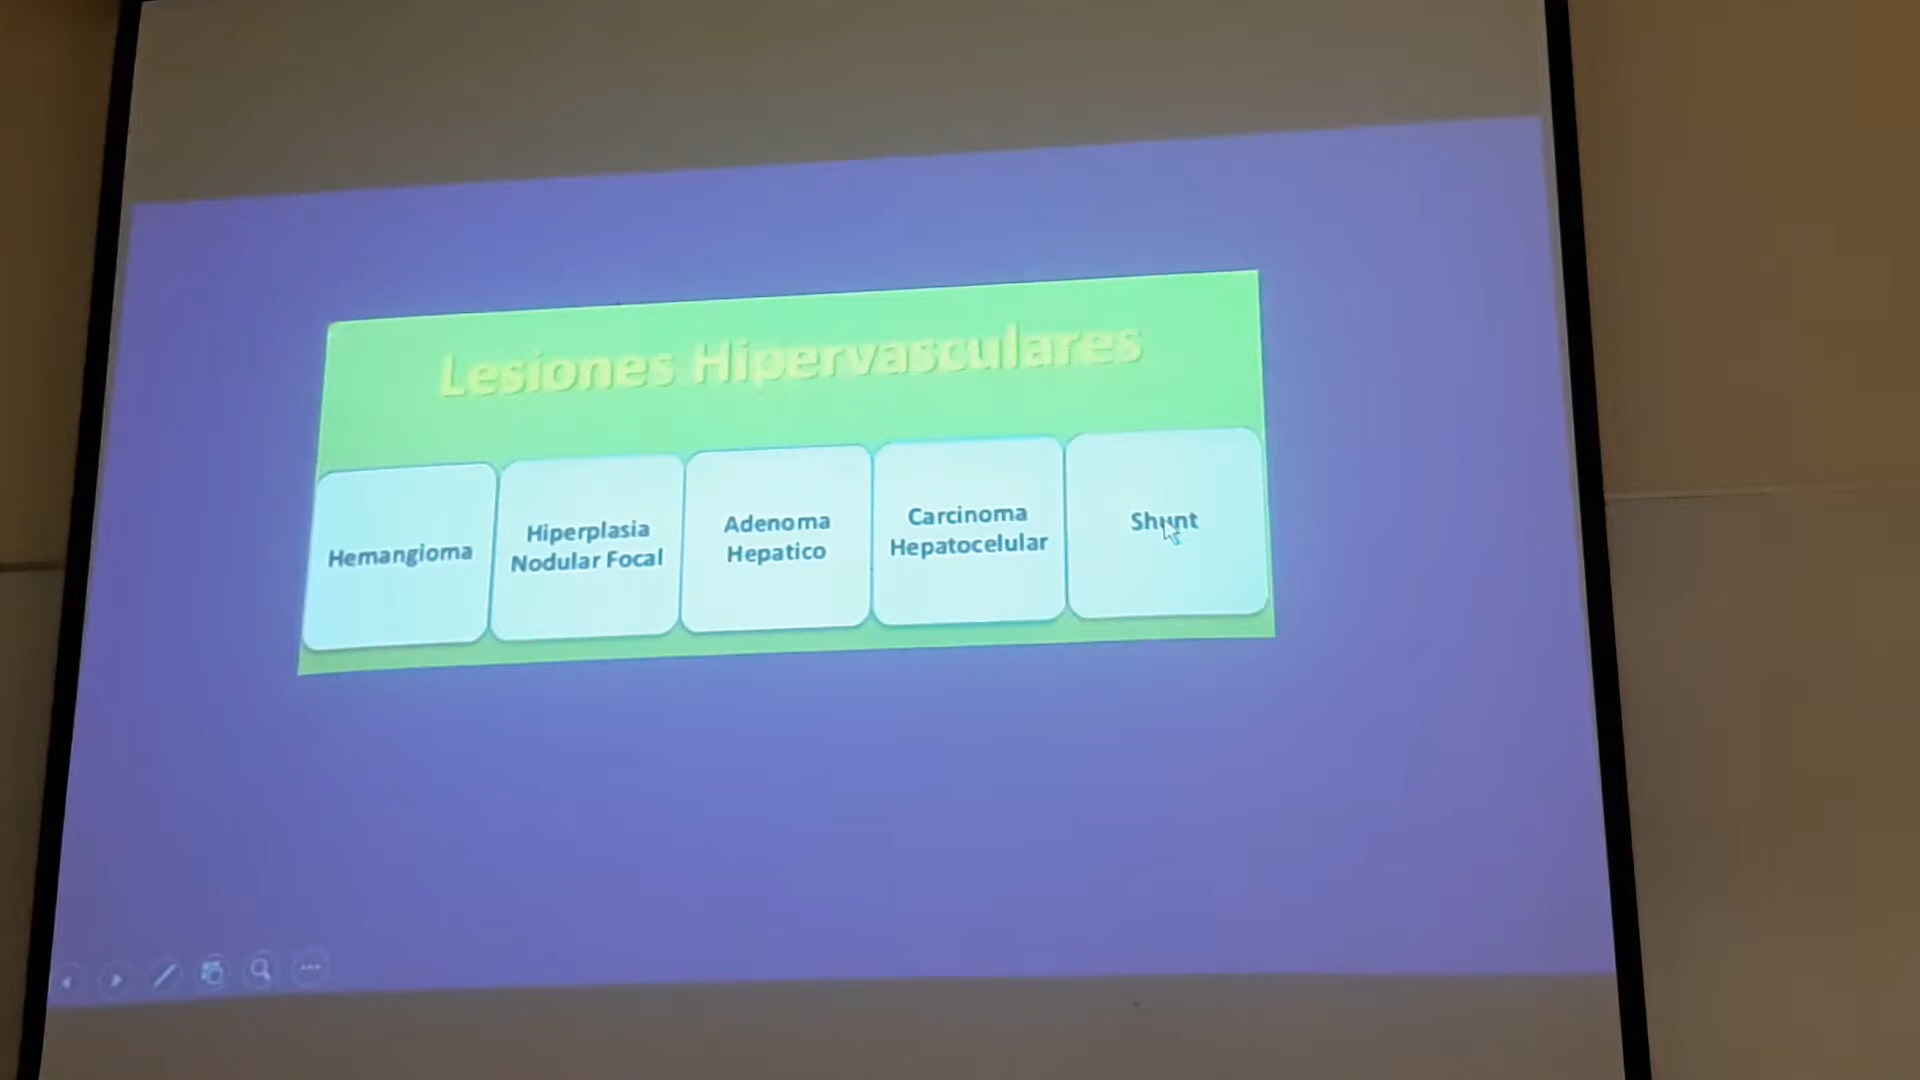 Lesiones Hipervasculares
Hemangioma
Hiperplasia
Nodular Focal
Adenoma
Hepatico
Carcinoma
Hepatocelular
Shunt